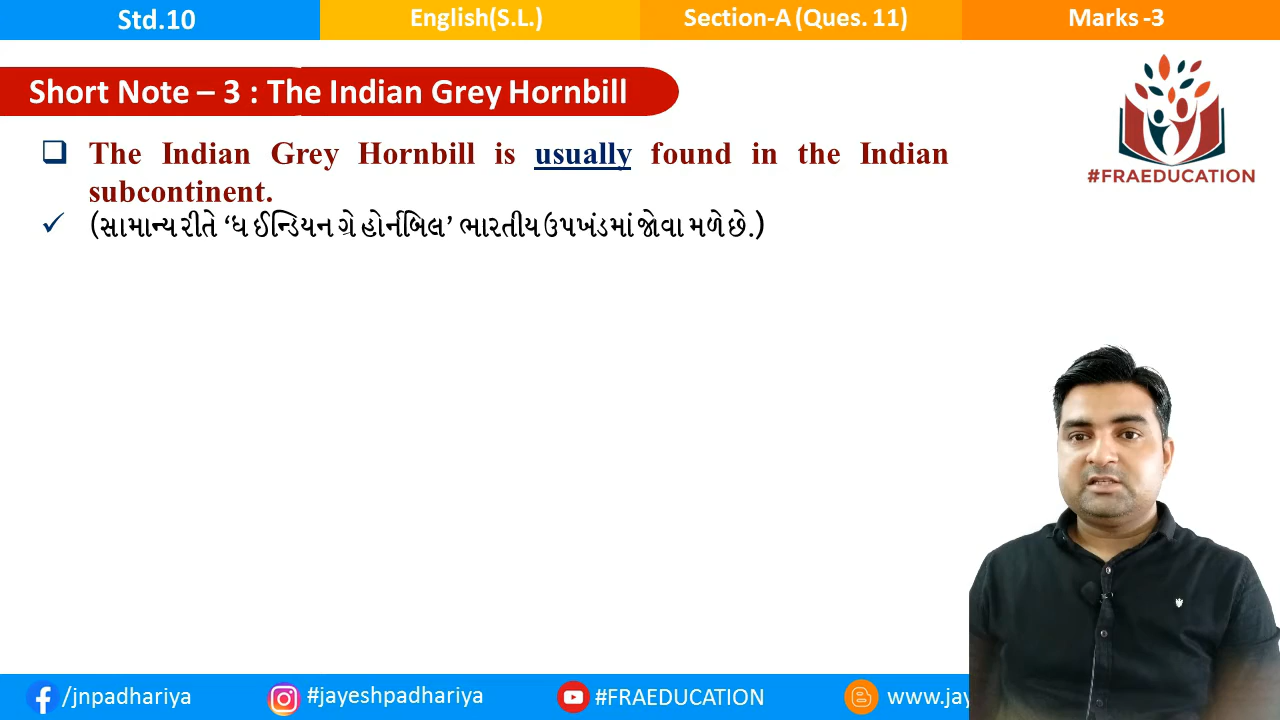 Std.10
English(S.L.)
Section-A (Ques. 11)
Marks -3
Short Note – 3 : The Indian Grey Hornbill
#FRAEDUCATION
The Indian Grey Hornbill is usually found in the Indian
subcontinent.
(સામાન્ય રીતે ‘ધ ઈન્ડિયન ગ્રે હોર્નબિલ’ ભારતીય ઉપખંડમાં જોવા મળે છે.)
/jnpadhariya
#jayeshpadhariya
#FRAEDUCATION